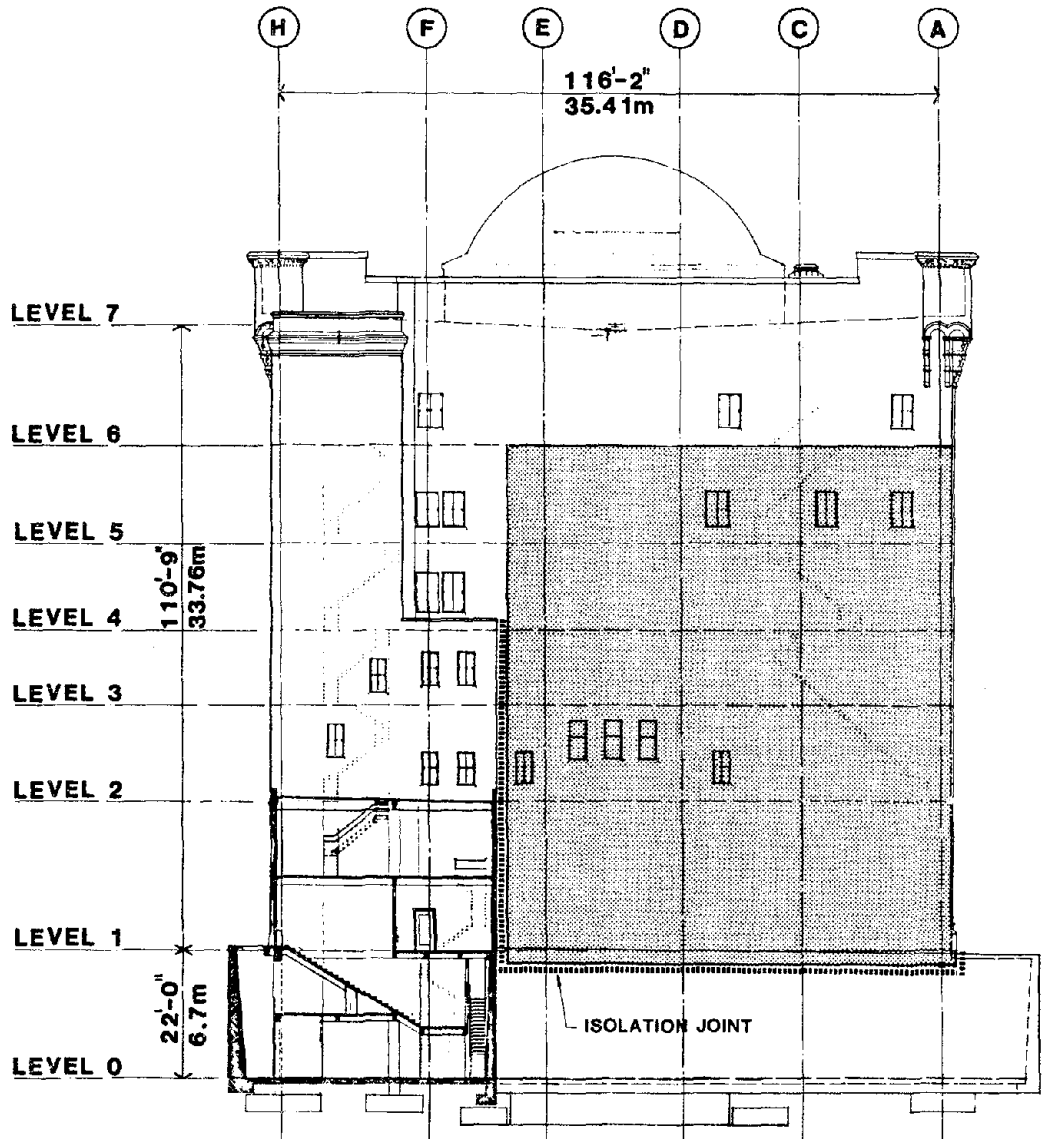 H F E D C A
116'-2"
35.41m
LEVEL 7
LEVEL 6
LEVEL 5
110'-9"
33.76m
LEVEL 4
LEVEL 3
LEVEL 2
LEVEL 1
22'-0"
6.7m
ISOLATION JOINT
LEVEL 0